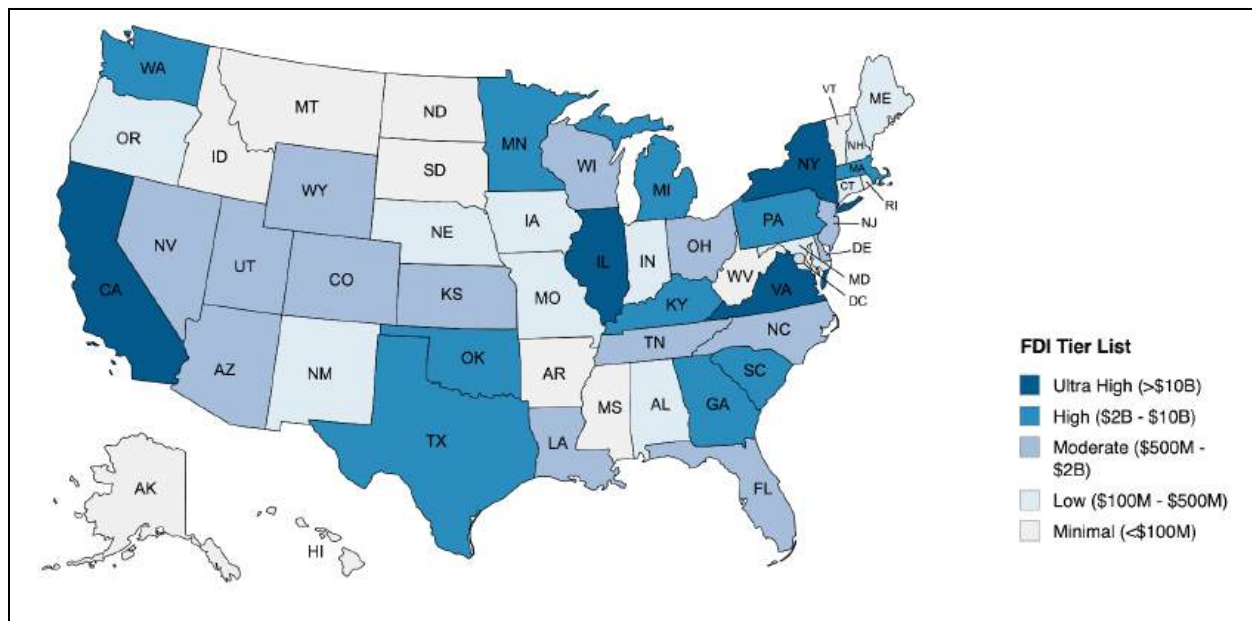 WA
MT
ND
MN
VT
ME
OR
ID
SD
WI
MI
NY
NH
MA
CT
RI
WY
IA
PA
NJ
NE
OH
DE
NV
UT
CO
IL
IN
WV
MD
DC
CA
KS
MO
KY
VA
AZ
NM
OK
AR
TN
NC
SC
TX
LA
MS
AL
GA
FL
AK
HI
FDI Tier List
Ultra High (>$10B)
High ($2B - $10B)
Moderate ($500M -
$2B)
Low ($100M - $500M)
Minimal (<$100M)